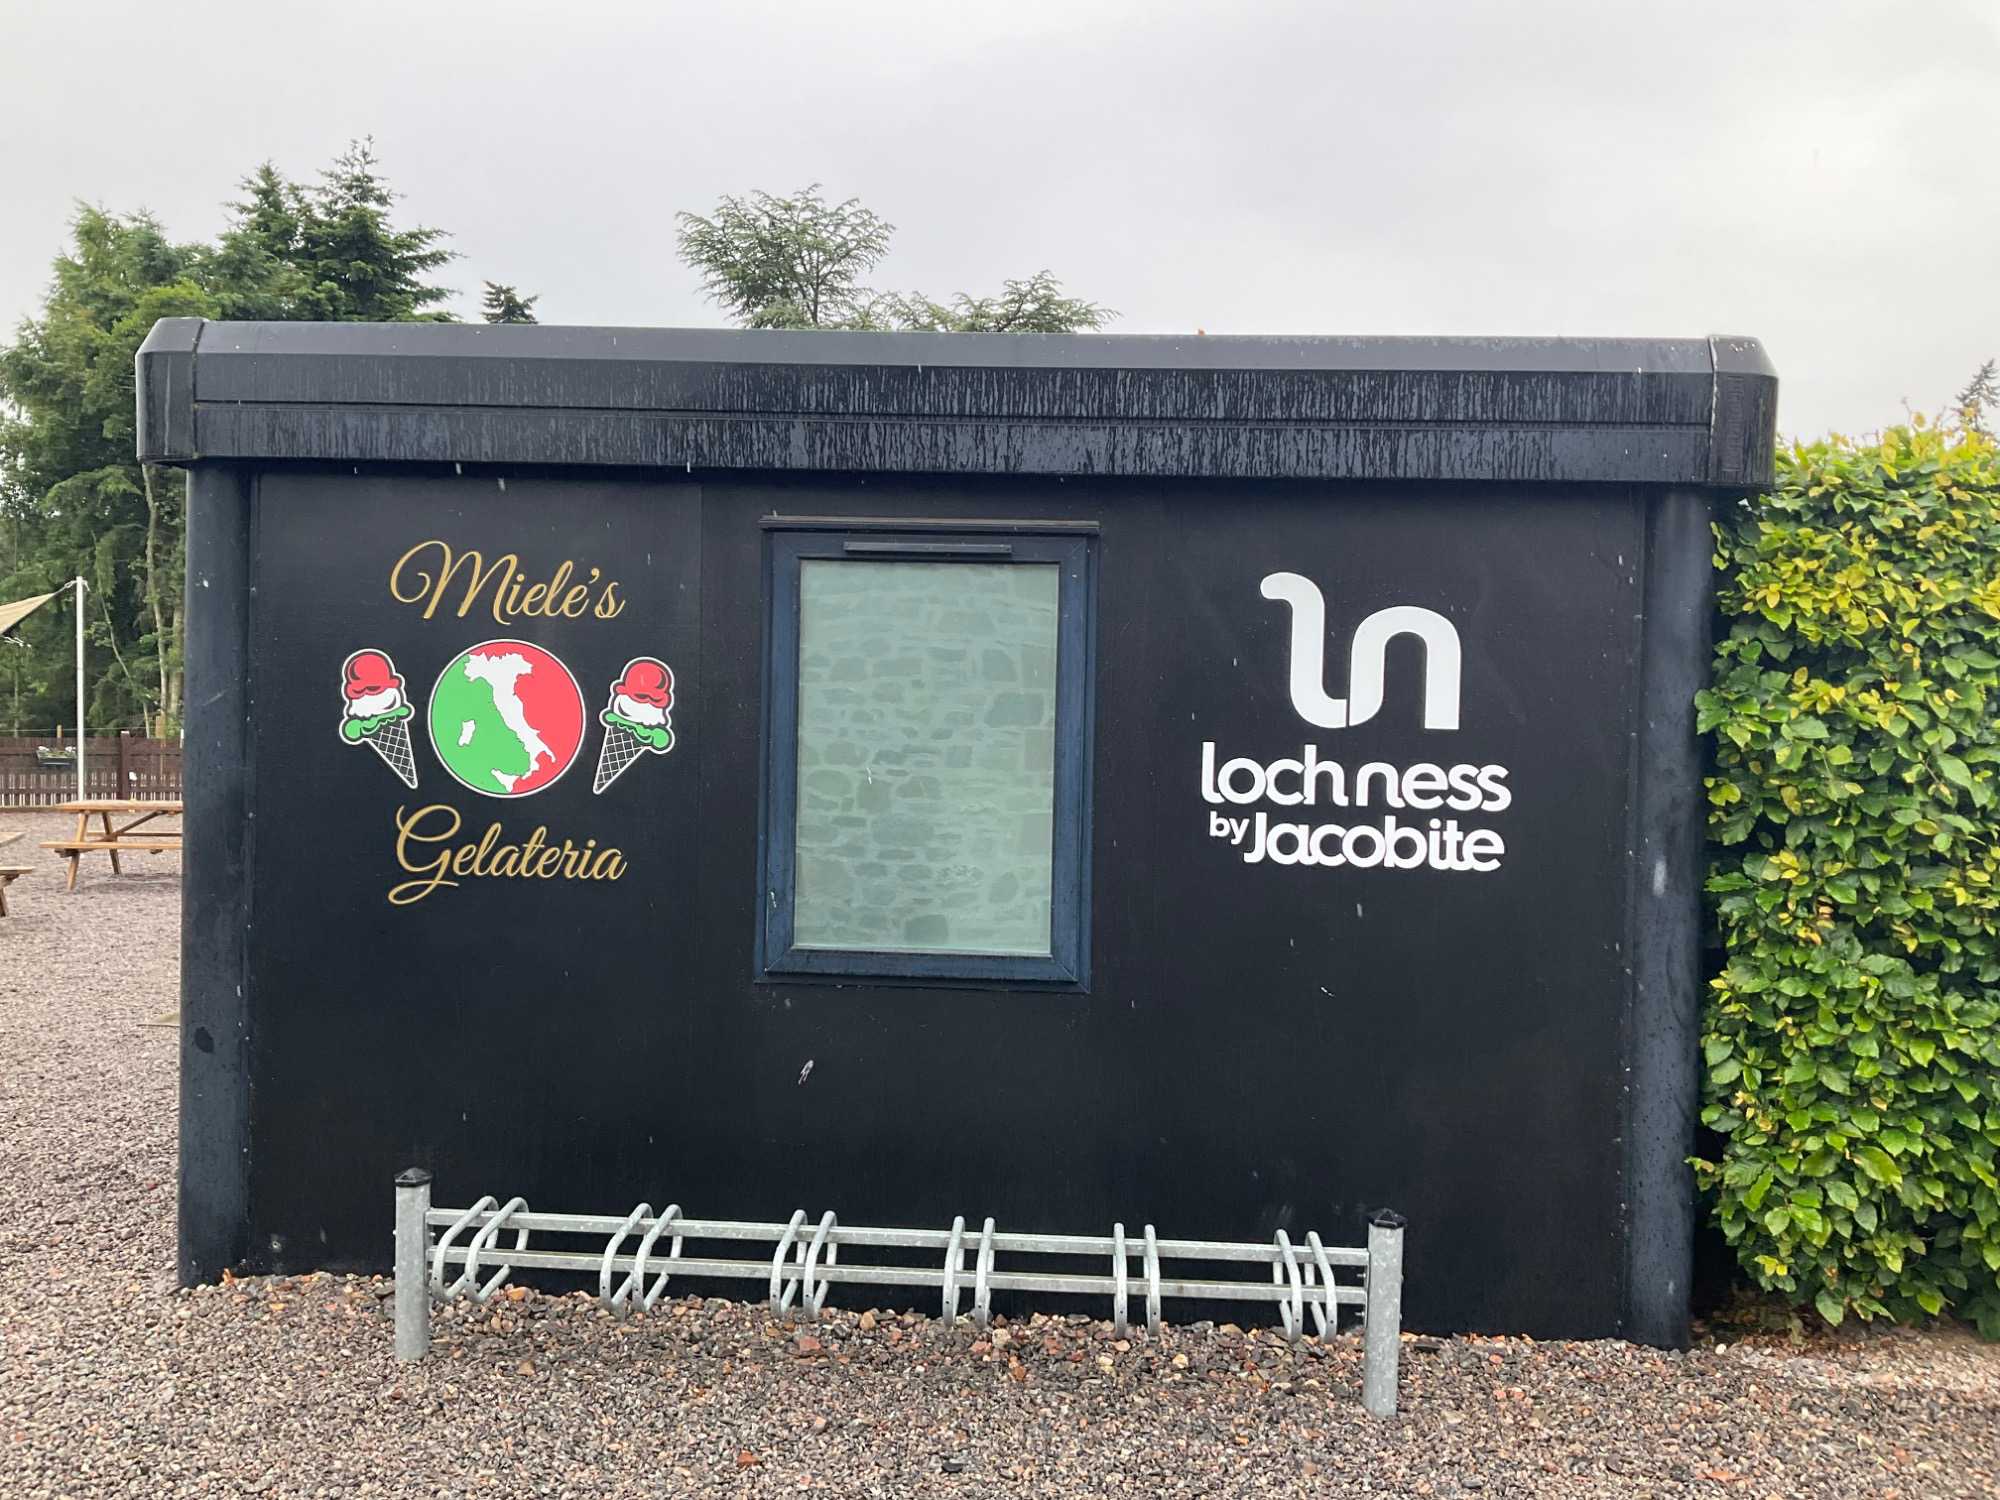 Miele's
Gelateria
ln
loch ness
by Jacobite